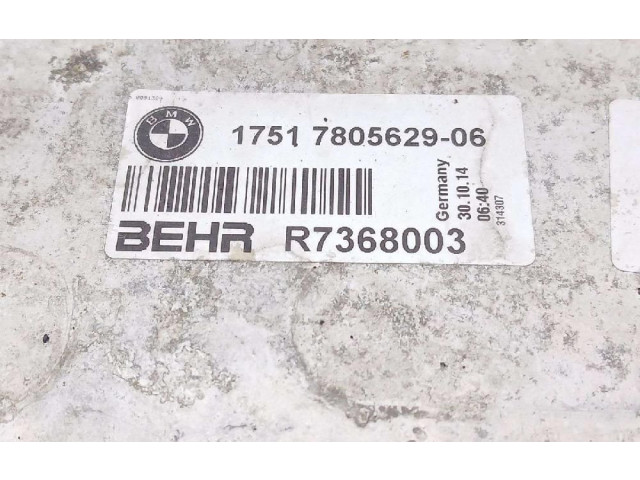 BMW
1751 7805629-06
BEHR R7368003
Germany
30.10.14
06:40
314307